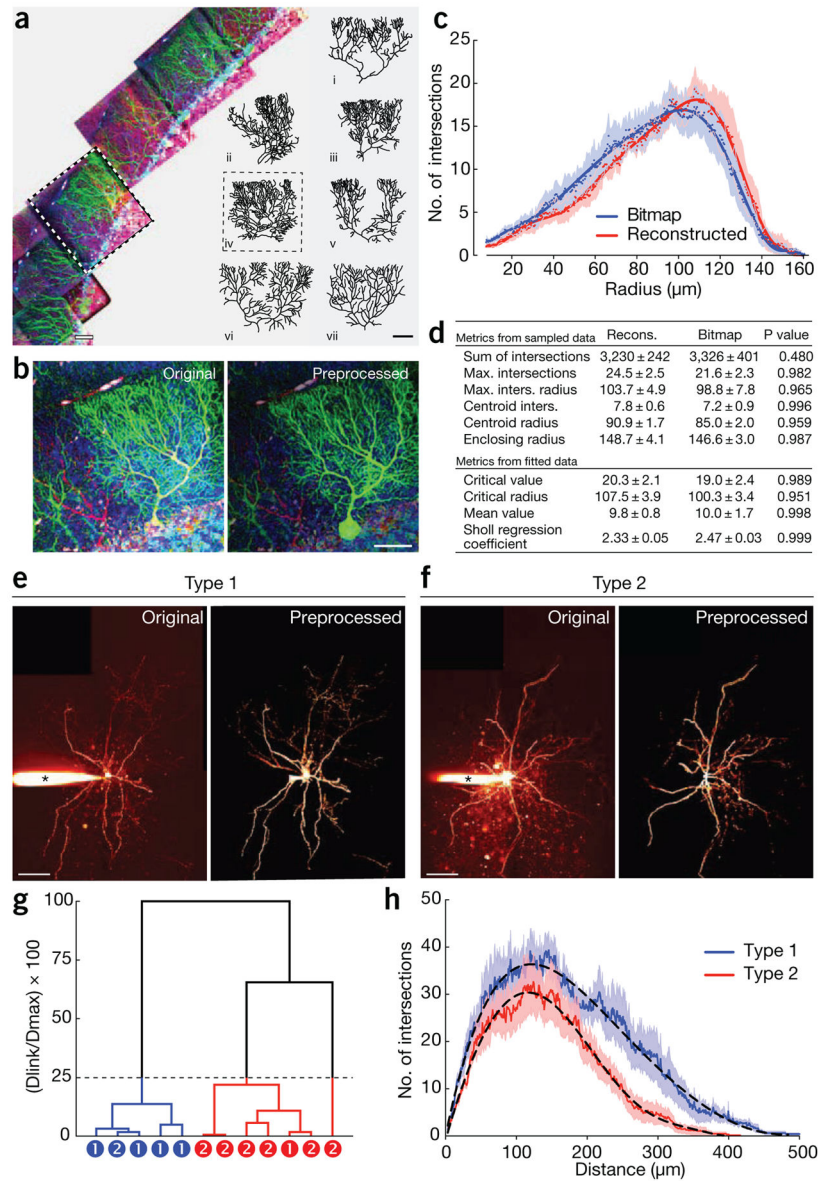 a
i
ii
iii
iv
v
vi
vii
b
Original
Preprocessed
c
No. of intersections
25
20
15
10
5
0
Bitmap
Reconstructed
20 40 60 80 100 120 140 160
Radius (µm)
d
Metrics from sampled data Recons. Bitmap P value
Sum of intersections 3,230 ± 242 3,326 ± 401 0.480
Max. intersections 24.5 ± 2.5 21.6 ± 2.3 0.982
Max. inters. radius 103.7 ± 4.9 98.8 ± 7.8 0.965
Centroid inters. 7.8 ± 0.6 7.2 ± 0.9 0.996
Centroid radius 90.9 ± 1.7 85.0 ± 2.0 0.959
Enclosing radius 148.7 ± 4.1 146.6 ± 3.0 0.987
Metrics from fitted data
Critical value 20.3 ± 2.1 19.0 ± 2.4 0.989
Critical radius 107.5 ± 3.9 100.3 ± 3.4 0.951
Mean value 9.8 ± 0.8 10.0 ± 1.7 0.998
Sholl regression
coefficient 2.33 ± 0.05 2.47 ± 0.03 0.999
e
Type 1
Original
Preprocessed
*
f
Type 2
Original
Preprocessed
*
g
(Dlink/Dmax) × 100
100
75
50
25
0
1 2 1 1 1 2 2 2 2 1 2 2
h
No. of intersections
50
40
30
20
10
0
Type 1
Type 2
0 100 200 300 400 500
Distance (µm)